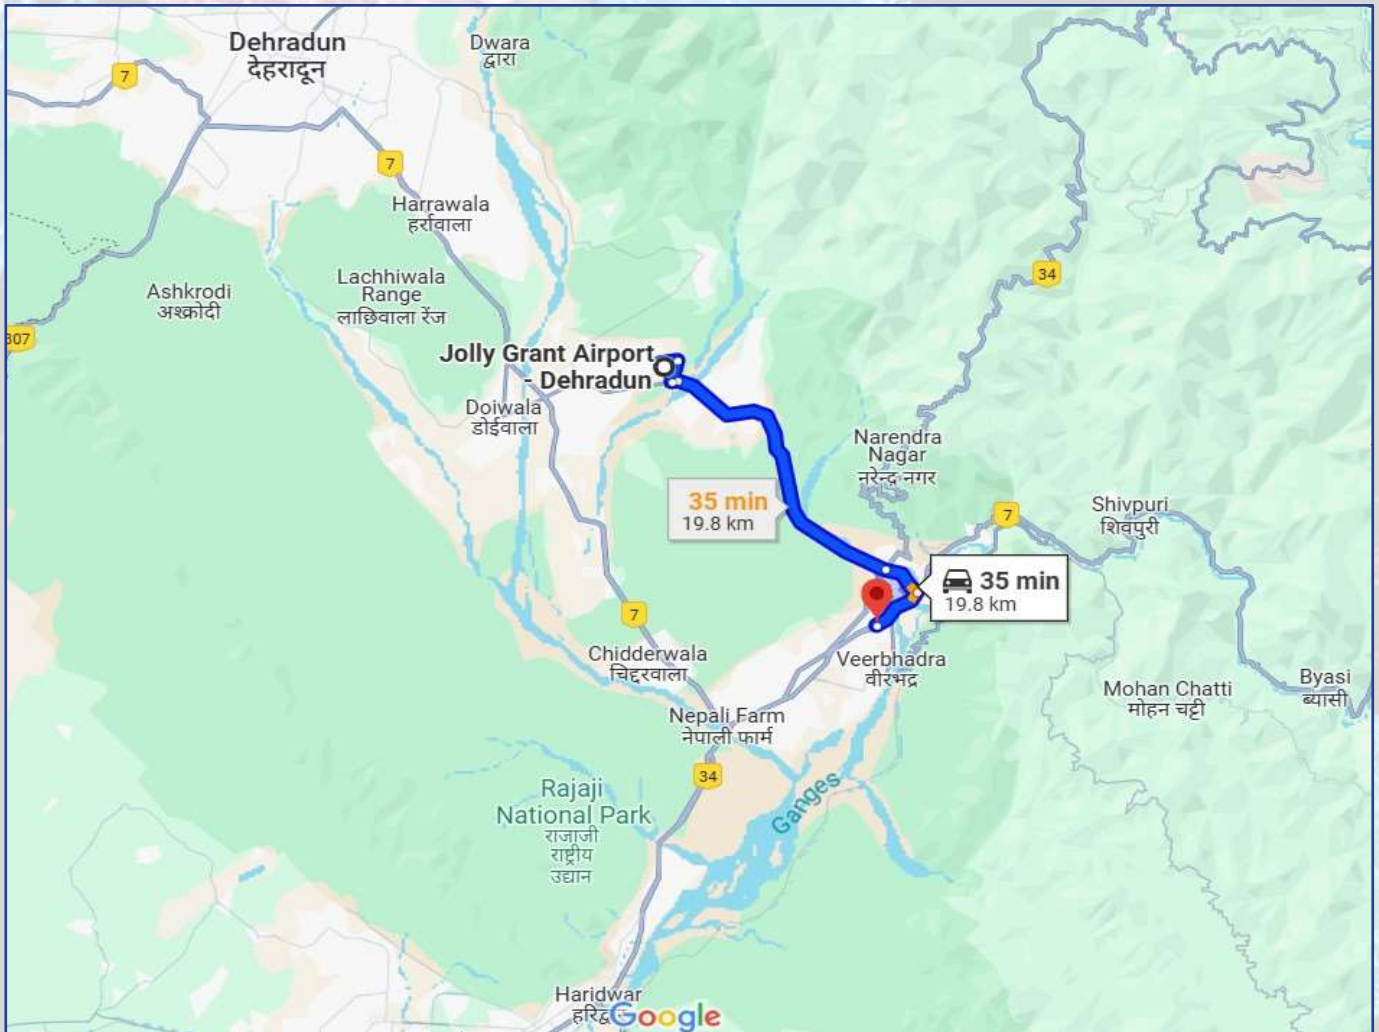 Dehradun
देहरादून
Dwara
द्वारा
7
7
Harrawala
हर्रावाला
Lachhiwala
Range
लाछिवाला रेंज
Ashkrodi
अश्क्रोदी
34
307
Jolly Grant Airport
- Dehradun
Doiwala
डोईवाला
Narendra
Nagar
नरेन्द्र नगर
35 min
19.8 km
7
Shivpuri
शिवपुरी
35 min
19.8 km
7
Chidderwala
चिद्दरवाला
Veerbhadra
वीरभद्र
Byasi
ब्यासी
Mohan Chatti
मोहन चट्टी
Nepali Farm
नेपाली फार्म
34
Rajaji
National Park
राजाजी
राष्ट्रीय
उद्यान
Ganges
Haridwar
Google